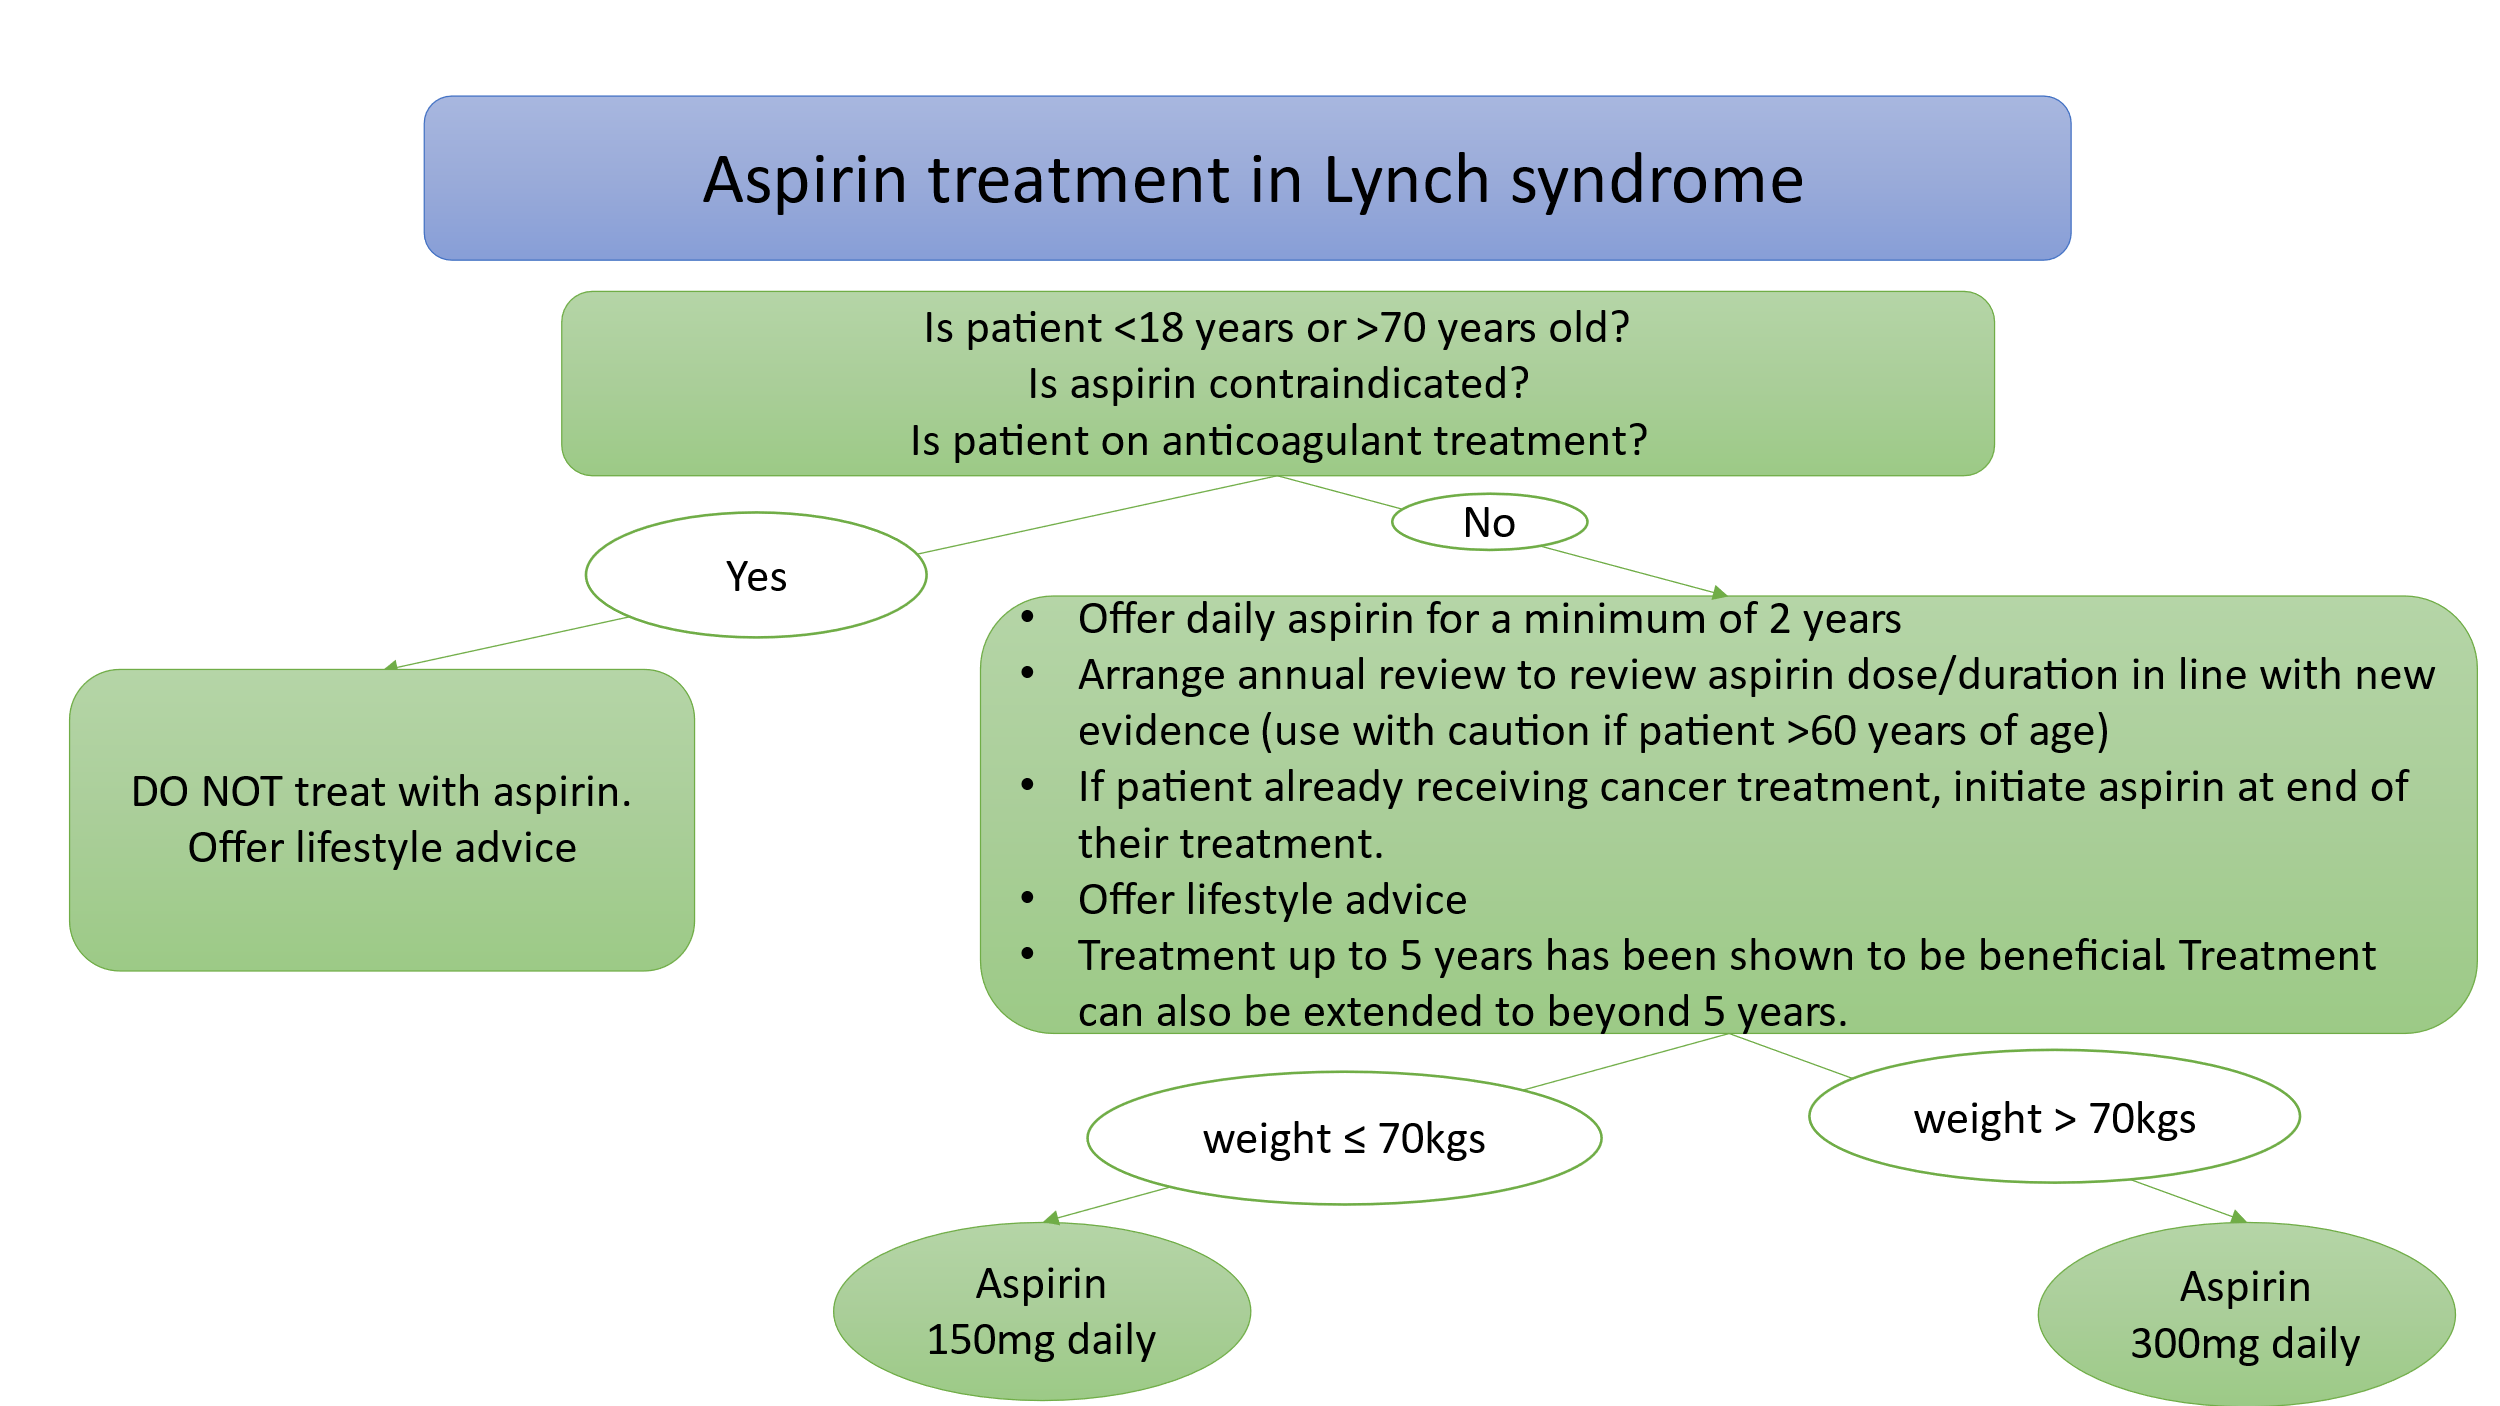 Aspirin treatment in Lynch syndrome
Is patient <18 years or >70 years old?
Is aspirin contraindicated?
Is patient on anticoagulant treatment?
No
Yes
• Offer daily aspirin for a minimum of 2 years
• Arrange annual review to review aspirin dose/duration in line with new
evidence (use with caution if patient >60 years of age)
• If patient already receiving cancer treatment, initiate aspirin at end of
their treatment.
• Offer lifestyle advice
• Treatment up to 5 years has been shown to be beneficial. Treatment
can also be extended to beyond 5 years.
DO NOT treat with aspirin.
Offer lifestyle advice
weight ≤ 70kgs
weight > 70kgs
Aspirin
150mg daily
Aspirin
300mg daily